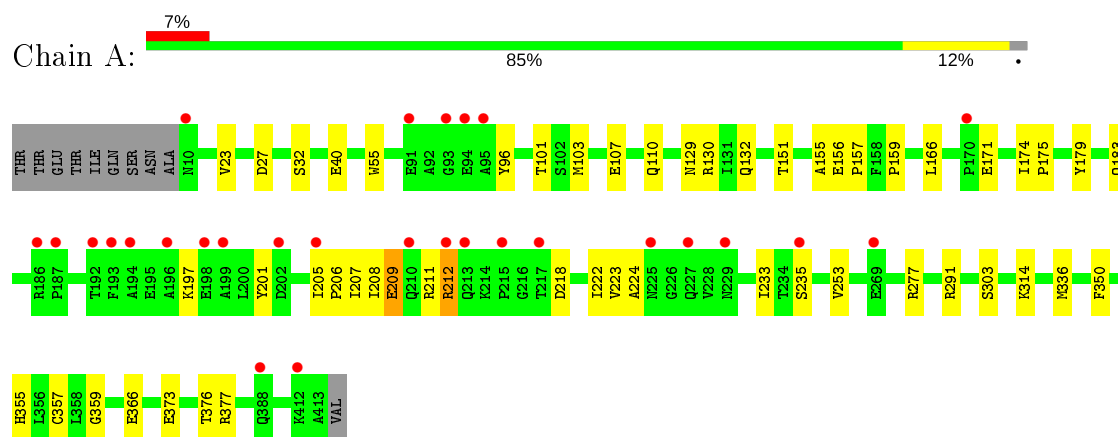 7%
Chain A:
85% 12% •
THR THR GLU THR ILE GLN SER ASN ALA N10 V23 D27 S32 E40 W55 E91 A92 G93 E94 A95 Y96 T101 S102 M103 E107 Q110 N129 R130 I131 Q132 T151 A155 E156 P157 F158 P159 L166 P170 E171 I174 P175 Y179 Q183
R186 P187 T192 F193 A194 E195 A196 K197 E198 A199 L200 Y201 D202 I205 P206 I207 I208 E209 Q210 R211 R212 Q213 K214 P215 G216 T217 D218 I222 V223 A224 N225 G226 Q227 V228 N229 I233 T234 S235 V253 E269 R277 R291 S303 K314 M336 F350
H355 L356 C357 L358 G359 E366 E373 T376 R377 Q388 K412 A413 VAL